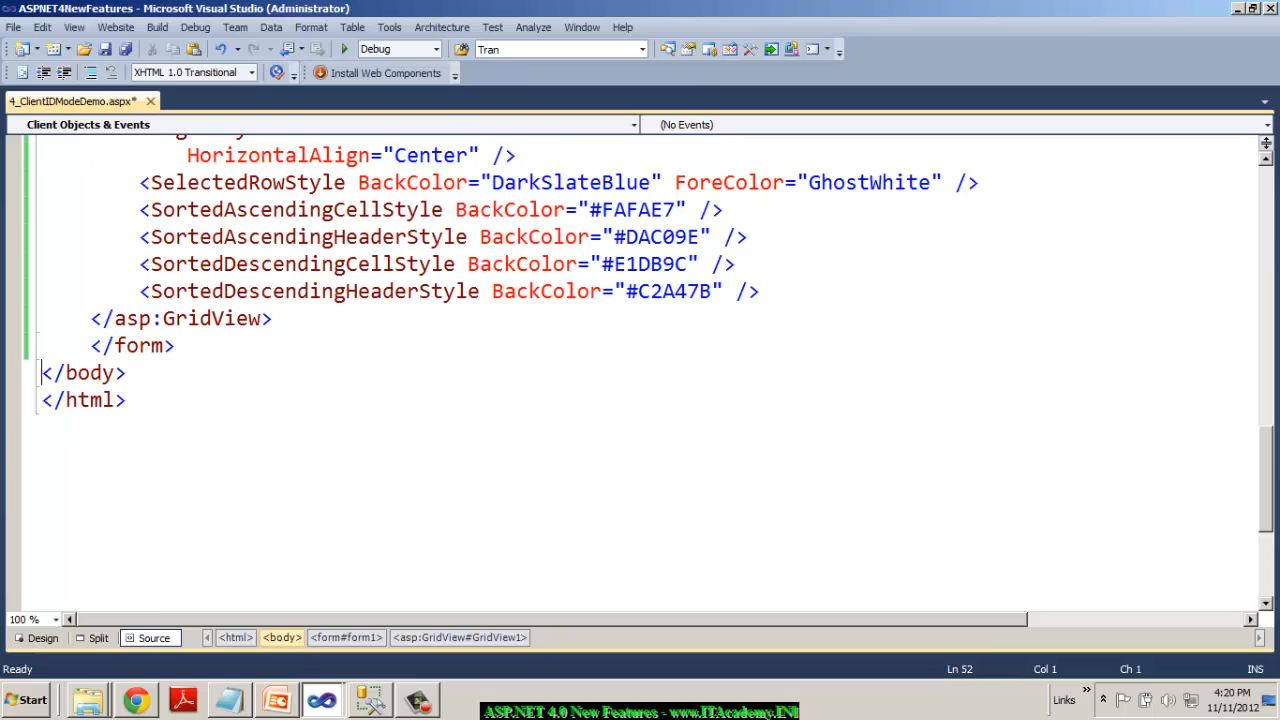 ASPNET4NewFeatures - Microsoft Visual Studio (Administrator)
File Edit View Website Build Debug Team Data Format Table Tools Architecture Test Analyze Window Help
Debug Tran
XHTML 1.0 Transitional Install Web Components
4_ClientIDModeDemo.aspx*
Client Objects & Events (No Events)
HorizontalAlign="Center" />
<SelectedRowStyle BackColor="DarkSlateBlue" ForeColor="GhostWhite" />
<SortedAscendingCellStyle BackColor="#FAFAE7" />
<SortedAscendingHeaderStyle BackColor="#DAC09E" />
<SortedDescendingCellStyle BackColor="#E1DB9C" />
<SortedDescendingHeaderStyle BackColor="#C2A47B" />
</asp:GridView>
</form>
</body>
</html>
100 %
Design Split Source <html> <body> <form#form1> <asp:GridView#GridView1>
Ready Ln 52 Col 1 Ch 1 INS
Start Links 4:20 PM
11/11/2012
ASP.NET 4.0 New Features - www.ITAcademy.IN